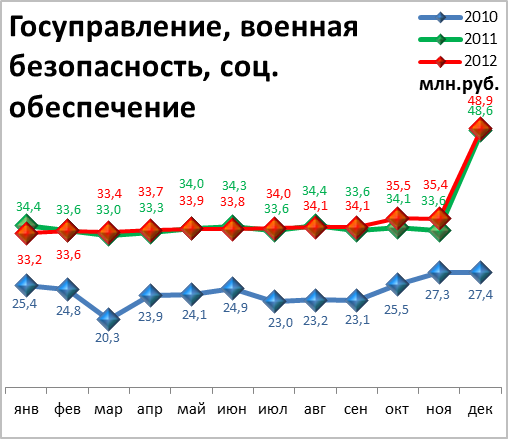 Госуправление, военная
безопасность, соц.
обеспечение
2010
2011
2012
млн.руб.
48,9
48,6
34,4 33,6 33,0 33,3 34,0 34,3 33,6 34,4 33,6 34,1 33,6
33,2 33,6 33,4 33,7 33,9 33,8 34,0 34,1 34,1 35,5 35,4
25,4 24,8 20,3 23,9 24,1 24,9 23,0 23,2 23,1 25,5 27,3 27,4
янв фев мар апр май июн июл авг сен окт ноя дек